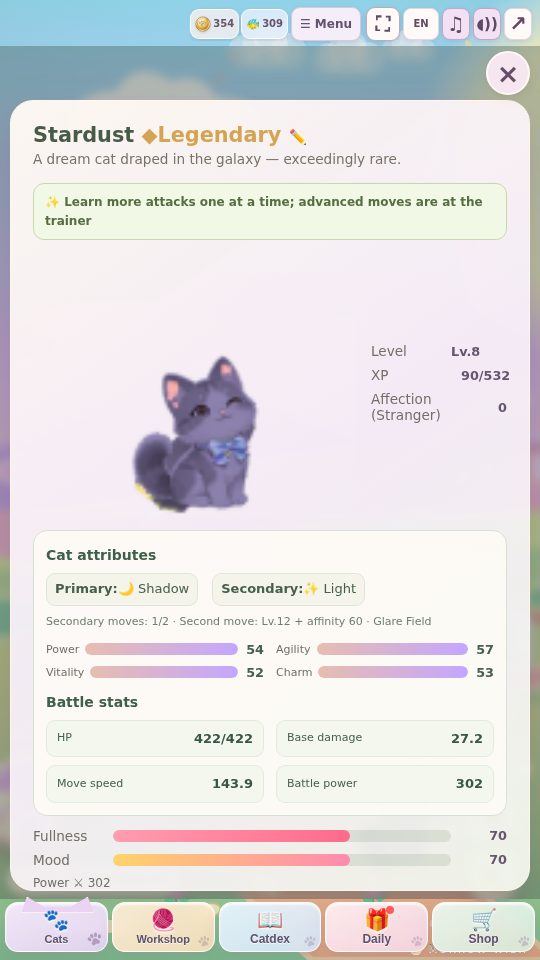 354
309
☰ Menu
EN
Stardust ◆Legendary ✏️
A dream cat draped in the galaxy — exceedingly rare.
✨ Learn more attacks one at a time; advanced moves are at the
trainer
Level Lv.8
XP 90/532
Affection
(Stranger) 0
Cat attributes
Primary:🌙 Shadow Secondary:✨ Light
Secondary moves: 1/2 · Second move: Lv.12 + affinity 60 · Glare Field
Power 54 Agility 57
Vitality 52 Charm 53
Battle stats
HP 422/422 Base damage 27.2
Move speed 143.9 Battle power 302
Fullness 70
Mood 70
Power ⚔ 302
Cats
Workshop
Catdex
Daily
Shop